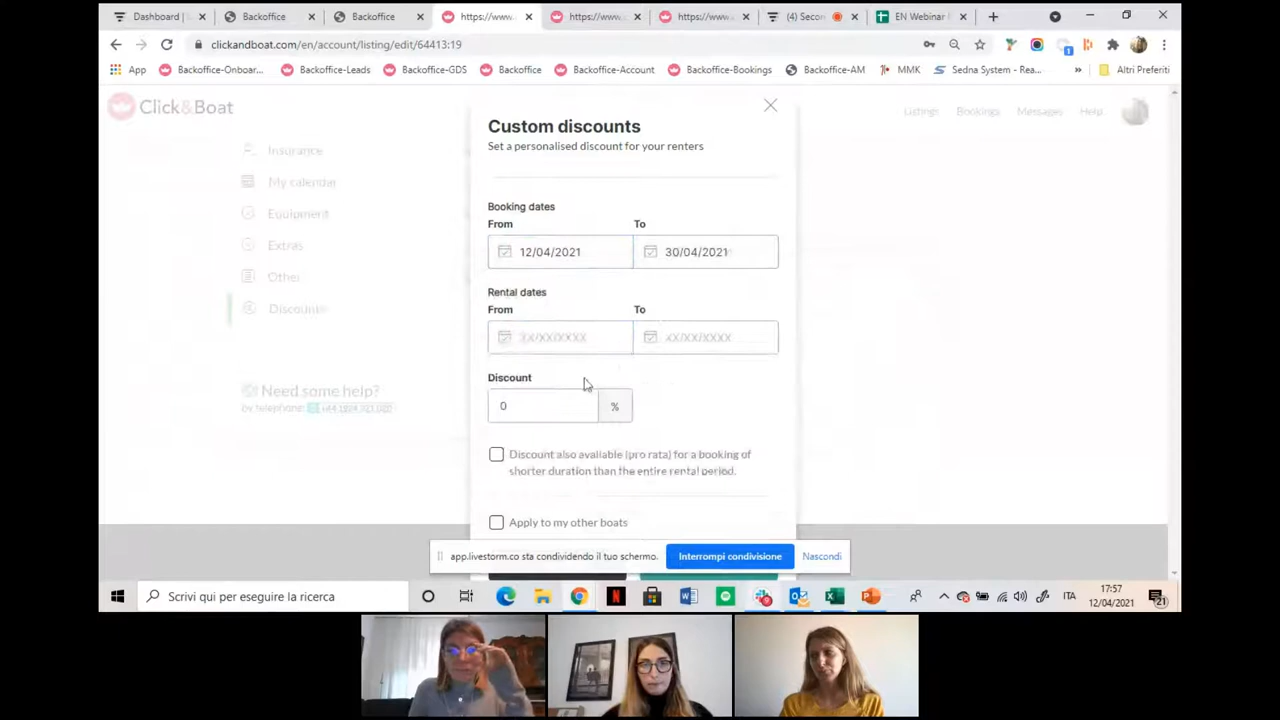 Dashboard |
Backoffice
Backoffice
https://www.
https://www.
https://www.
(4) Secon
EN Webinar
clickandboat.com/en/account/listing/edit/64413:19
App
Backoffice-Onboar...
Backoffice-Leads
Backoffice-GDS
Backoffice
Backoffice-Account
Backoffice-Bookings
Backoffice-AM
MMK
Sedna System - Rea...
»
Altri Preferiti
Click&Boat
Listings
Bookings
Messages
Help
Insurance
My calendar
Equipment
Extras
Other
Discounts
Need some help?
by telephone:
Custom discounts
Set a personalised discount for your renters
Booking dates
From
To
12/04/2021
30/04/2021
Rental dates
From
To
XX/XX/XXXX
XX/XX/XXXX
Discount
0
%
Discount also available (pro rata) for a booking of
shorter duration than the entire rental period.
Apply to my other boats
app.livestorm.co sta condividendo il tuo schermo.
Interrompi condivisione
Nascondi
Scrivi qui per eseguire la ricerca
ITA
17:57
12/04/2021
21